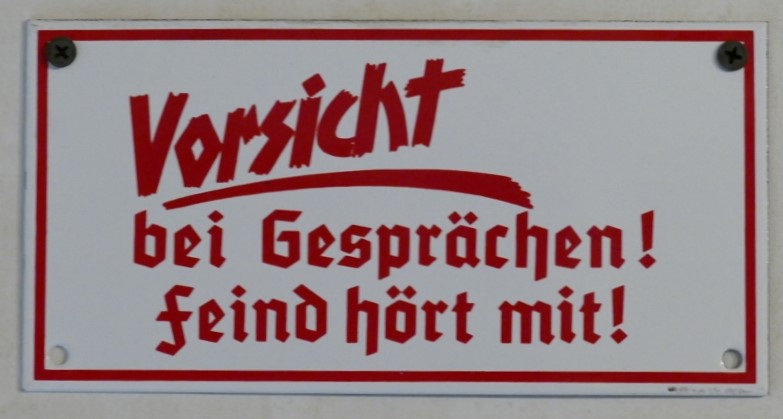 Vorsicht
bei Gesprächen!
Feind hört mit!